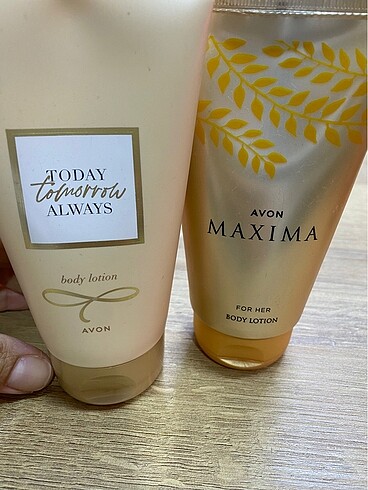 TODAY
tomorrow
ALWAYS
body lotion
AVON
AVON
MAXIMA
FOR HER
BODY LOTION